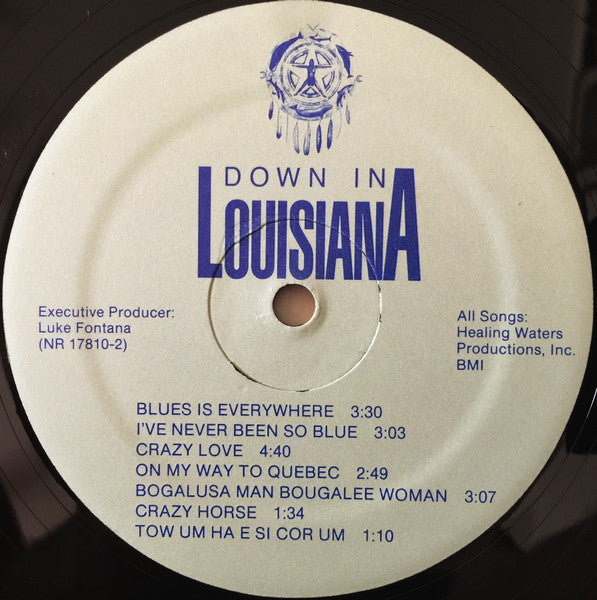 DOWN IN
LOUISIANA
Executive Producer:
Luke Fontana
(NR 17810-2)
All Songs:
Healing Waters
Productions, Inc.
BMI
BLUES IS EVERYWHERE 3:30
I'VE NEVER BEEN SO BLUE 3:03
CRAZY LOVE 4:40
ON MY WAY TO QUEBEC 2:49
BOGALUSA MAN BOUGALEE WOMAN 3:07
CRAZY HORSE 1:34
TOW UM HA E SI COR UM 1:10